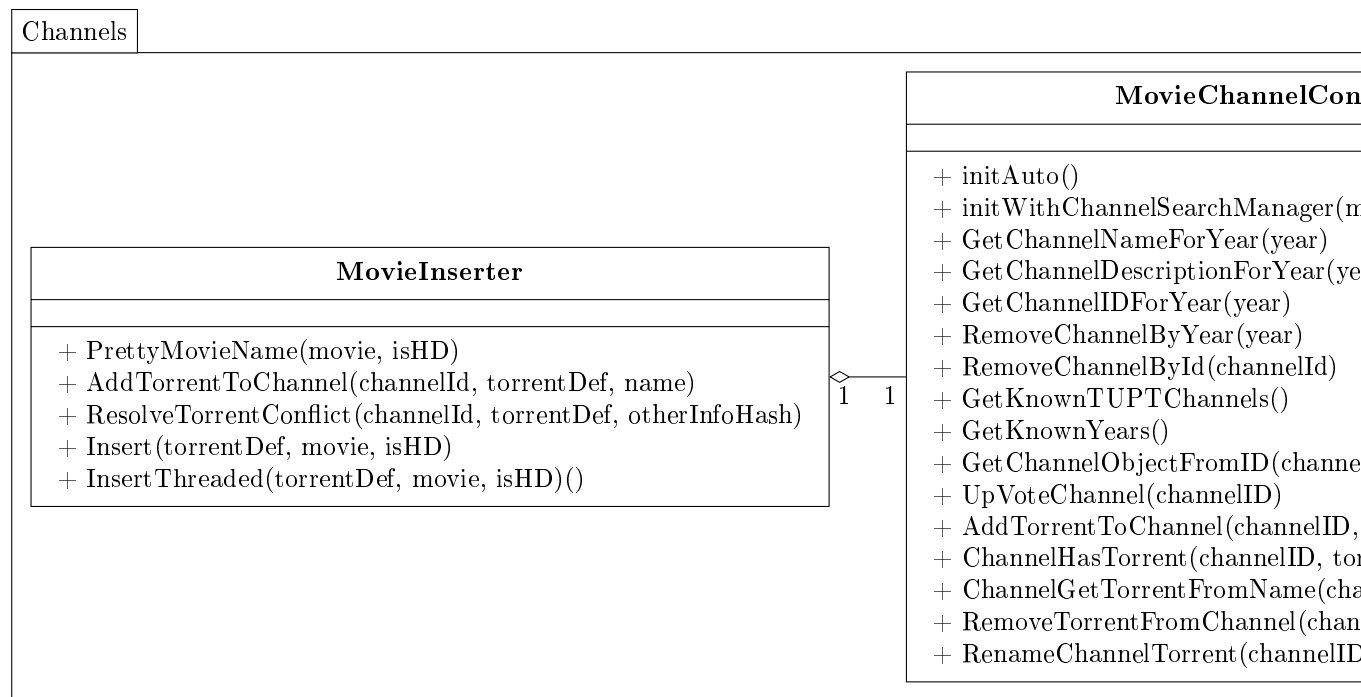 Channels
MovieInserter
+ PrettyMovieName(movie, isHD)
+ AddTorrentToChannel(channelId, torrentDef, name)
+ ResolveTorrentConflict(channelId, torrentDef, otherInfoHash)
+ Insert(torrentDef, movie, isHD)
+ InsertThreaded(torrentDef, movie, isHD)()
1 1
MovieChannelCon
+ initAuto()
+ initWithChannelSearchManager(
+ GetChannelNameForYear(year)
+ GetChannelDescriptionForYear(ye
+ GetChannelIDForYear(year)
+ RemoveChannelByYear(year)
+ RemoveChannelById(channelId)
+ GetKnownTUPTChannels()
+ GetKnownYears()
+ GetChannelObjectFromID(channe
+ UpVoteChannel(channelID)
+ AddTorrentToChannel(channelID,
+ ChannelHasTorrent(channelID, tor
+ ChannelGetTorrentFromName(cha
+ RemoveTorrentFromChannel(chan
+ RenameChannelTorrent(channelID